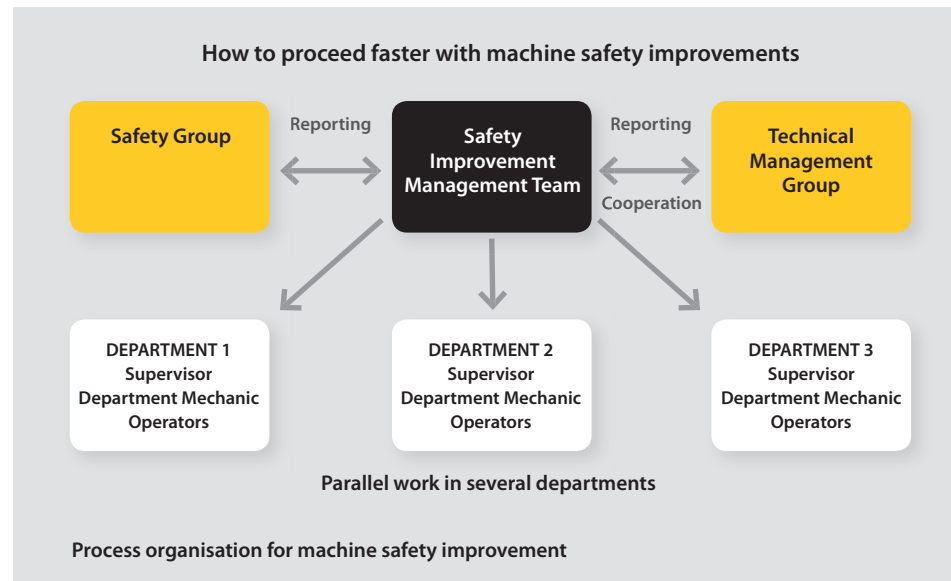 How to proceed faster with machine safety improvements
Safety Group
Reporting
Safety
Improvement
Management Team
Reporting
Cooperation
Technical
Management
Group
DEPARTMENT 1
Supervisor
Department Mechanic
Operators
DEPARTMENT 2
Supervisor
Department Mechanic
Operators
DEPARTMENT 3
Supervisor
Department Mechanic
Operators
Parallel work in several departments
Process organisation for machine safety improvement